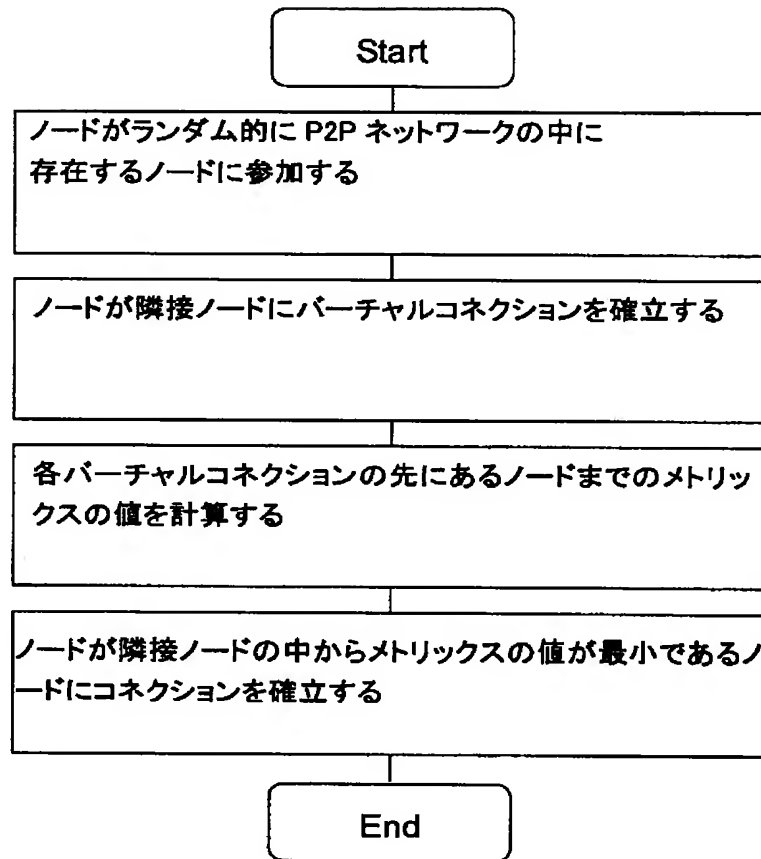 Start
ノードがランダム的に P2P ネットワークの中に
存在するノードに参加する
ノードが隣接ノードにバーチャルコネクションを確立する
各バーチャルコネクションの先にあるノードまでのメトリッ
クスの値を計算する
ノードが隣接ノードの中からメトリックスの値が最小であるノ
ードにコネクションを確立する
End